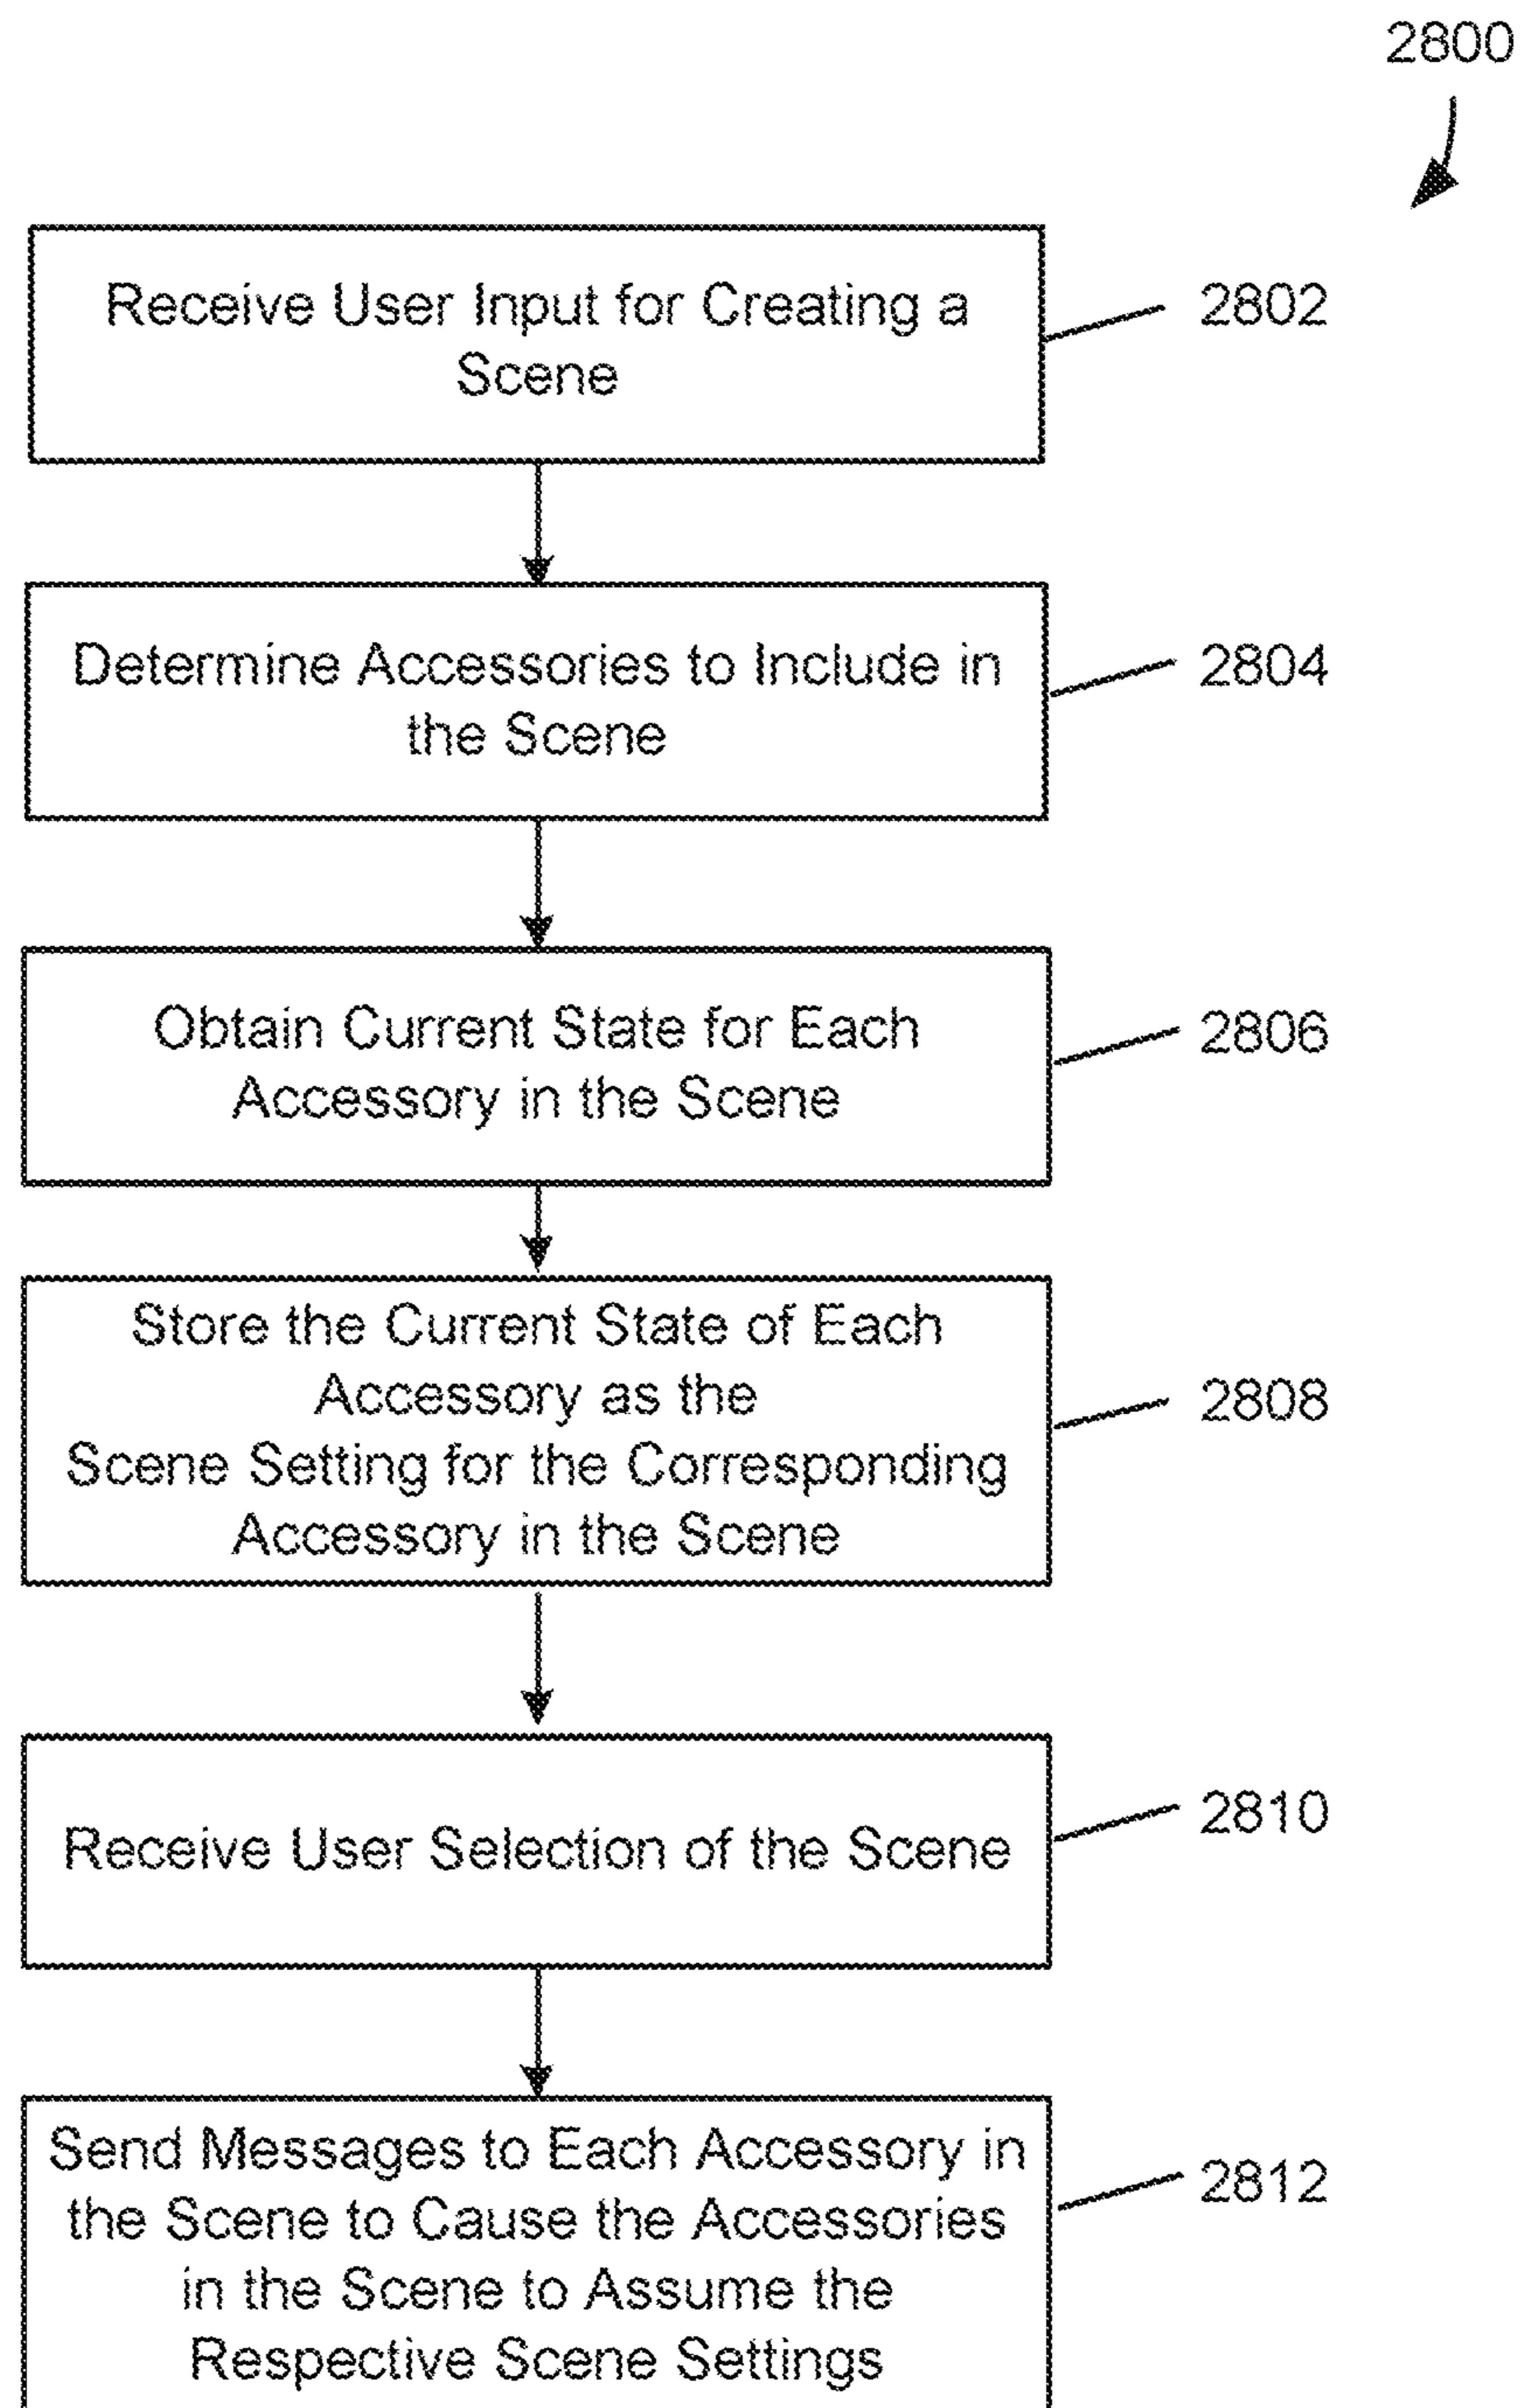 2800
Receive User Input for Creating a
Scene
2802
Determine Accessories to Include in
the Scene
2804
Obtain Current State for Each
Accessory in the Scene
2806
Store the Current State of Each
Accessory as the
Scene Setting for the Corresponding
Accessory in the Scene
2808
Receive User Selection of the Scene
2810
Send Messages to Each Accessory in
the Scene to Cause the Accessories
in the Scene to Assume the
Respective Scene Settings
2812